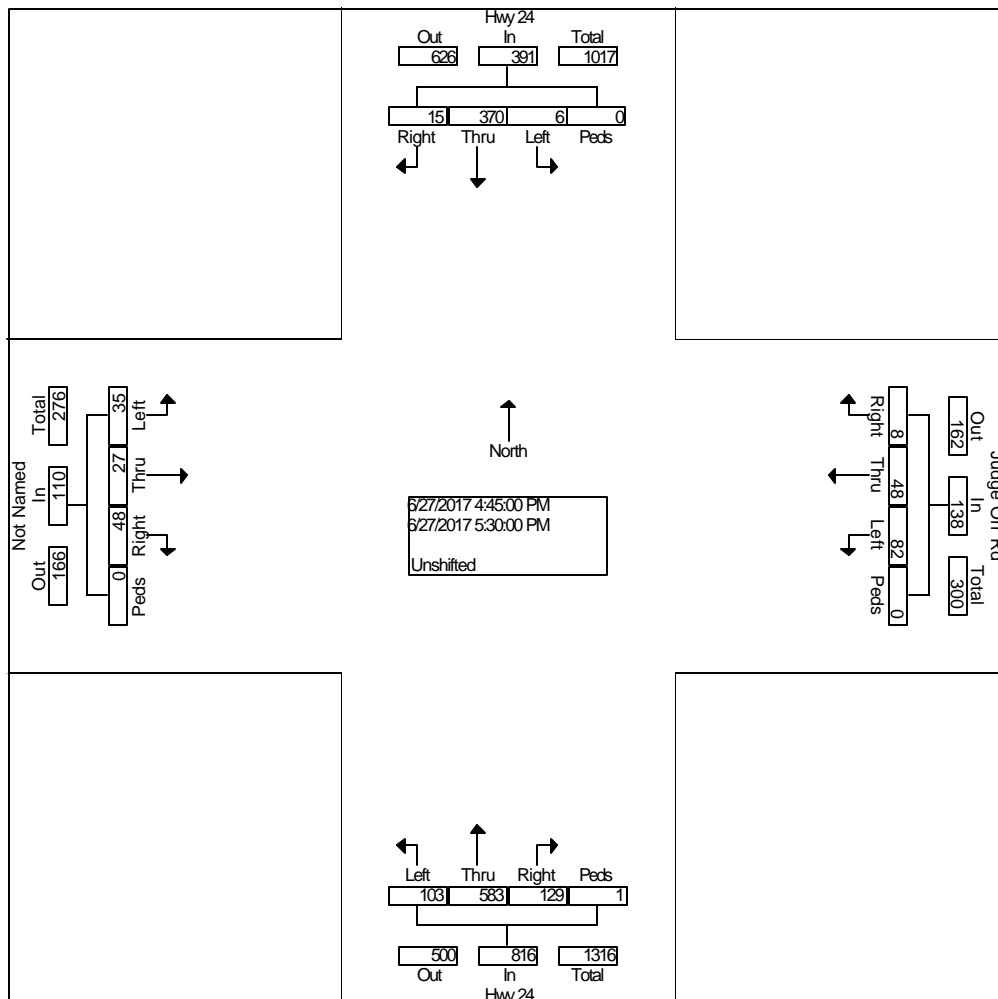 Hwy 24
Out In Total
626 391 1017
15 370 6 0
Right Thru Left Peds
Total In Out
276 110 166
Not Named
35 27 48 0
Left Thru Right Peds
North
6/27/2017 4:45:00 PM
6/27/2017 5:30:00 PM
Unshifted
Right Thru Left Peds
8 48 82 0
Out In Total
162 138 300
Judge Orr Rd
Left Thru Right Peds
103 583 129 1
500 816 1316
Out In Total
Hwy 24